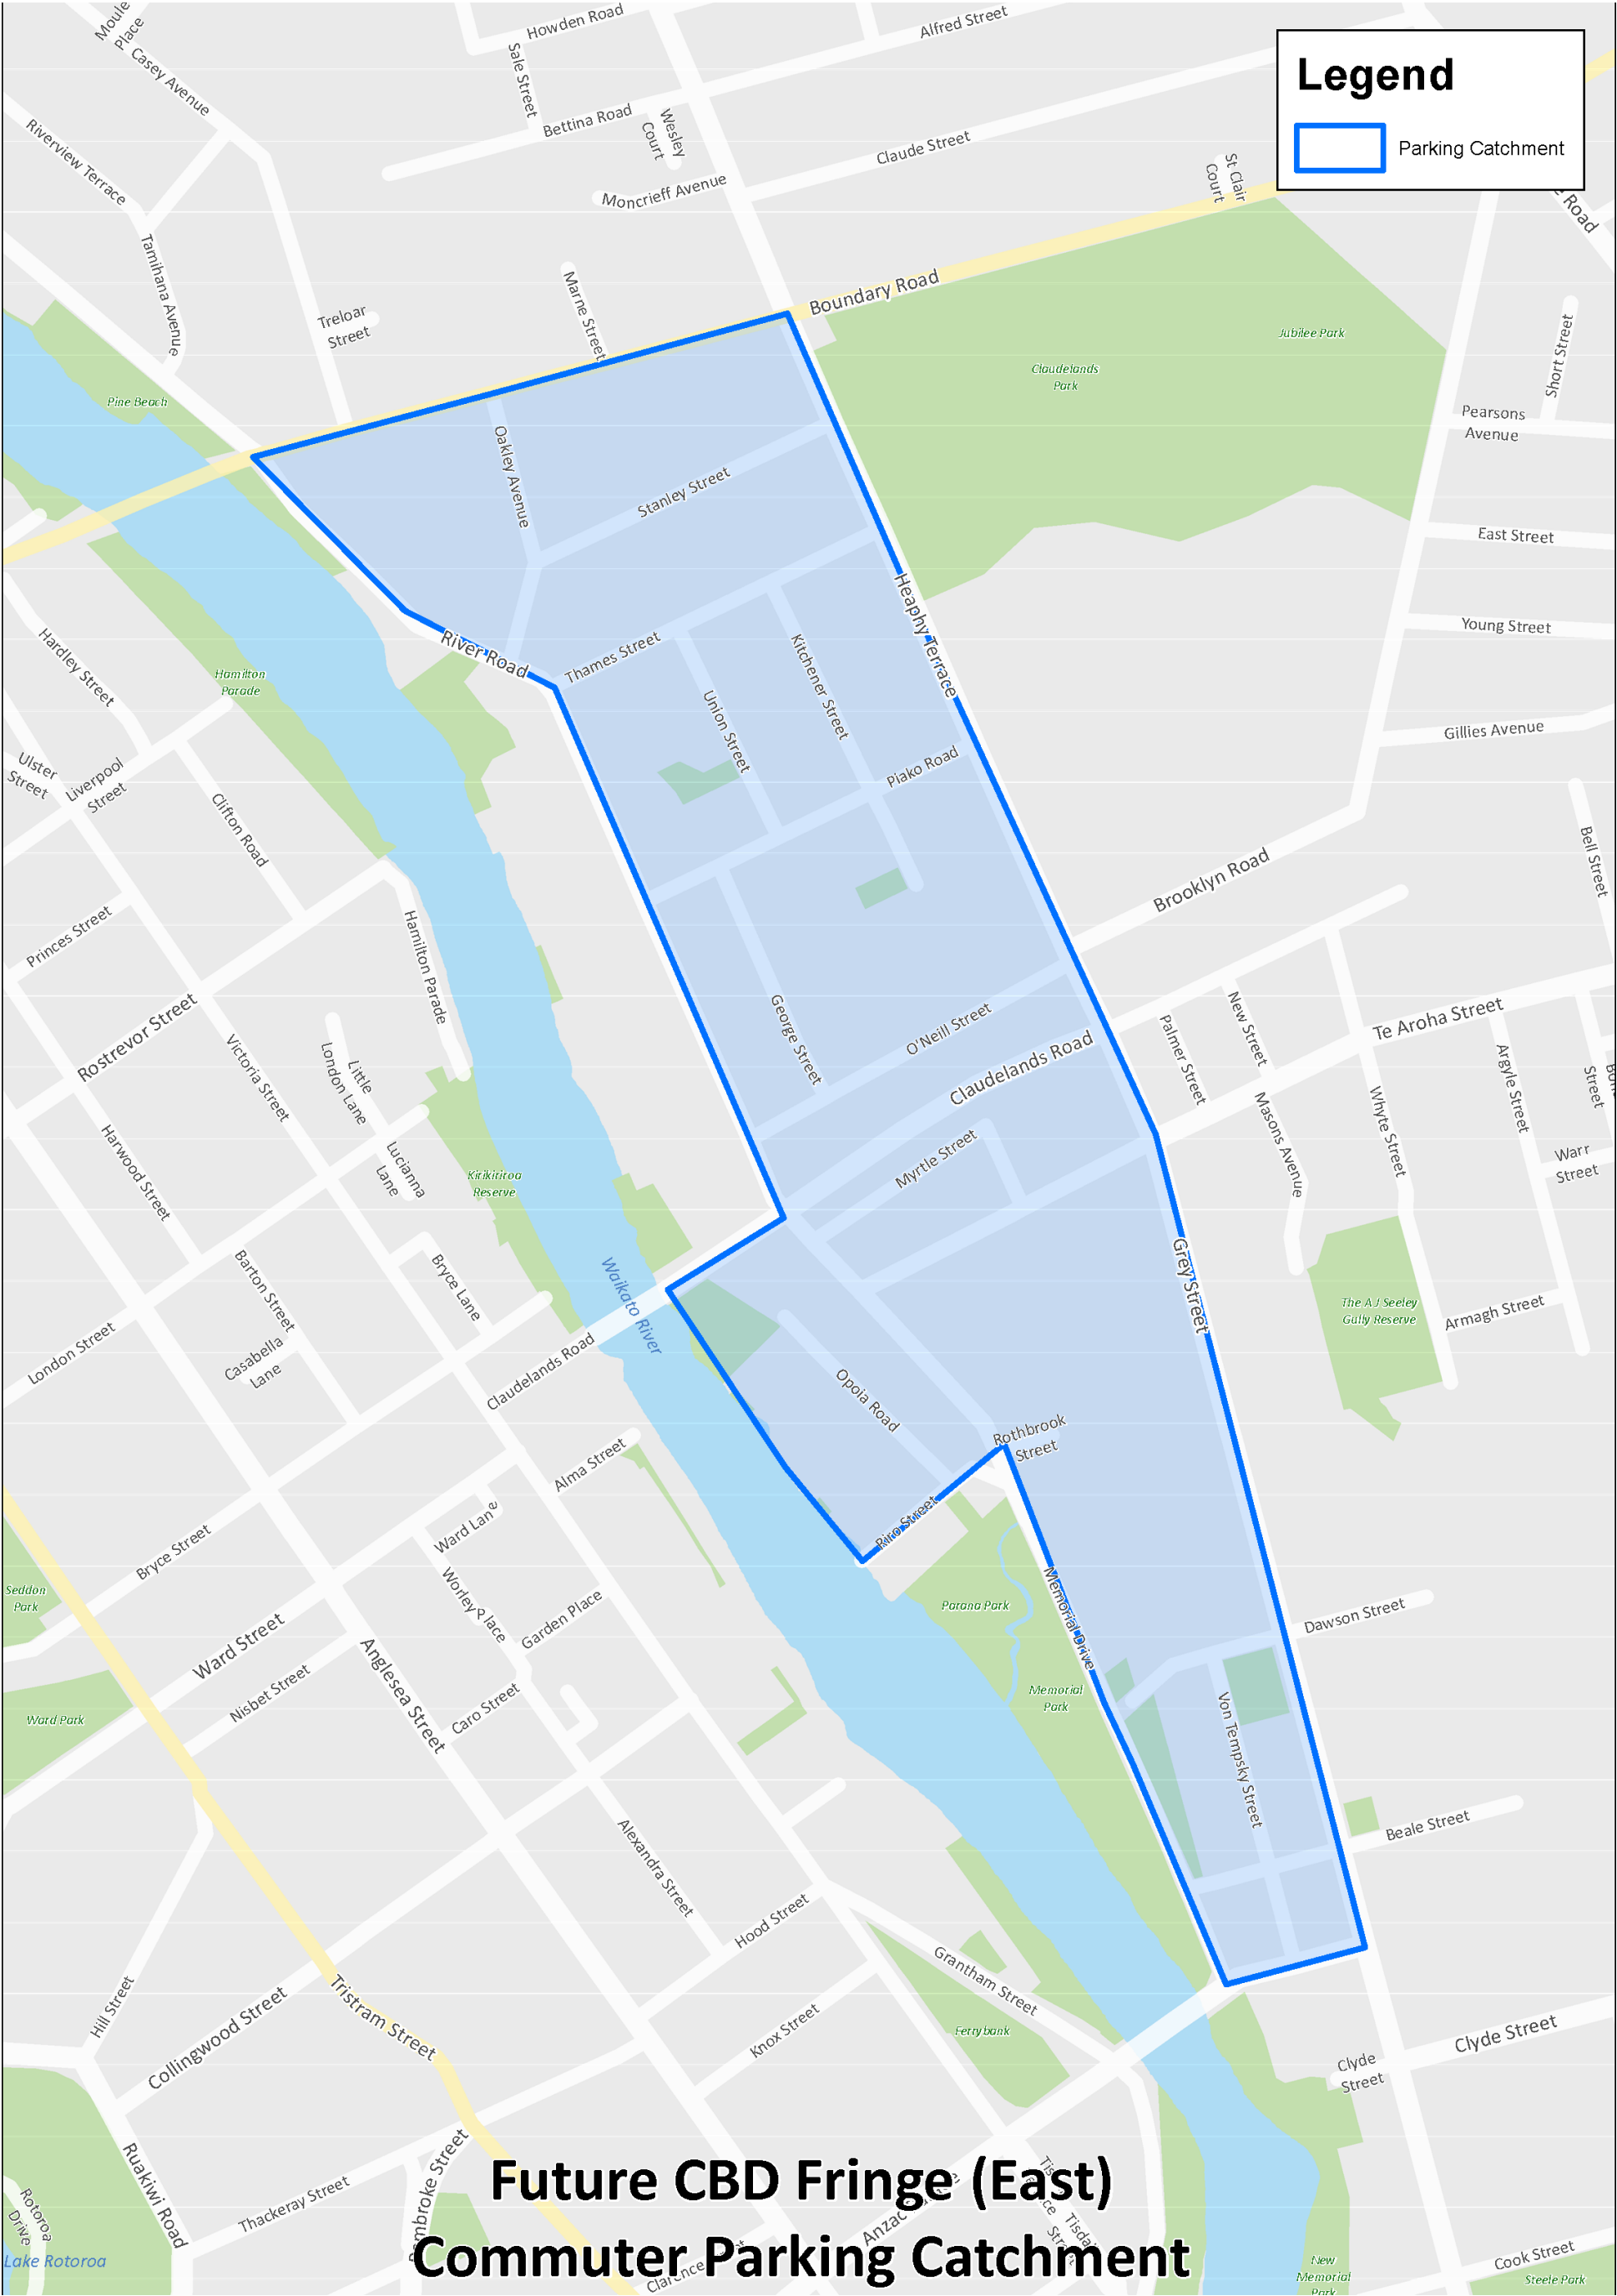 Moule
Place
Casey Avenue
Howden Road
Sale Street
Alfred Street
Bettina Road
Wesley
Court
Claude Street
Moncrieff Avenue
St Clair
Court
Legend
Parking Catchment
Road
Riverview Terrace
Tamihana Avenue
Treloar
Street
Marne Street
Boundary Road
Jubilee Park
Claudelands
Park
Short Street
Pearsons
Avenue
Pine Beach
Oakley Avenue
Stanley Street
East Street
Heaphy Terrace
Young Street
Hardley Street
Hamilton
Parade
River Road
Thames Street
Kitchener Street
Union Street
Gillies Avenue
Piako Road
Ulster
Street
Liverpool
Street
Clifton Road
Brooklyn Road
Bell Street
Princes Street
Hamilton Parade
Rostrevor Street
George Street
O'Neill Street
Claudelands Road
Palmer Street
New Street
Te Aroha Street
Victoria Street
Little
London Lane
Masons Avenue
Whyte Street
Argyle Street
Street
Harwood Street
Lucianna
Lane
Kirikitiroa
Reserve
Myrtle Street
Warr
Street
Barton Street
Bryce Lane
Waikato River
Grey Street
The A J Seeley
Gully Reserve
Armagh Street
London Street
Casabella
Lane
Claudelands Road
Opoia Road
Rothbrook
Street
Alma Street
Ward Lane
Bryce Street
Piro Street
Seddon
Park
Worley Place
Garden Place
Parana Park
Memorial Drive
Dawson Street
Ward Street
Nisbet Street
Anglesea Street
Caro Street
Memorial
Park
Von Tempsky Street
Ward Park
Alexandra Street
Beale Street
Hood Street
Grantham Street
Hill Street
Collingwood Street
Tristram Street
Knox Street
Ferrybank
Clyde Street
Clyde
Street
Ruakiwi Road
Thackeray Street
Pembroke Street
Rotoroa
Drive
Lake Rotoroa
Future CBD Fringe (East)
Commuter Parking Catchment
New
Memorial
Park
Cook Street
Steele Park